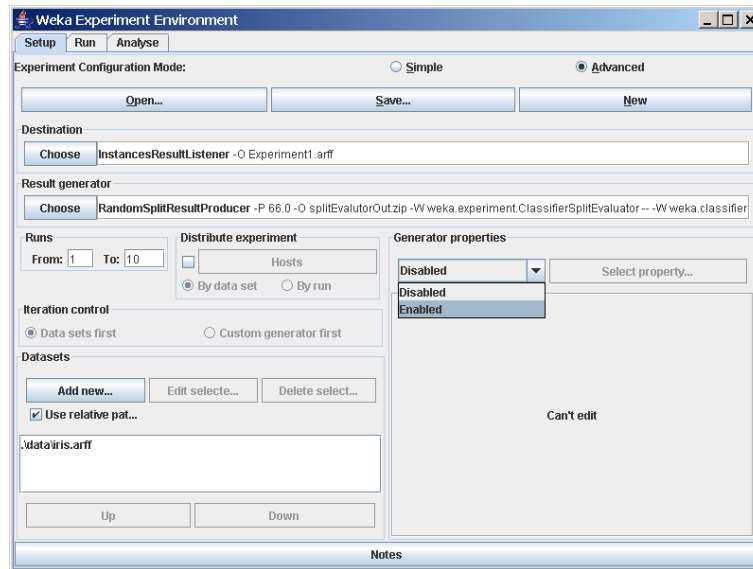 Weka Experiment Environment
Setup Run Analyse
Experiment Configuration Mode: Simple Advanced
Open... Save... New
Destination
Choose InstancesResultListener -O Experiment1.arff
Result generator
Choose RandomSplitResultProducer -P 66.0 -O splitEvalutorOut.zip -W weka.experiment.ClassifierSplitEvaluator -- -W weka.classifier
Runs
From: 1 To: 10
Distribute experiment
Hosts
By data set By run
Generator properties
Disabled Select property...
Disabled
Enabled
Iteration control
Data sets first Custom generator first
Datasets
Add new... Edit selecte... Delete select...
Use relative pat...
.\data\iris.arff
Can't edit
Up Down
Notes